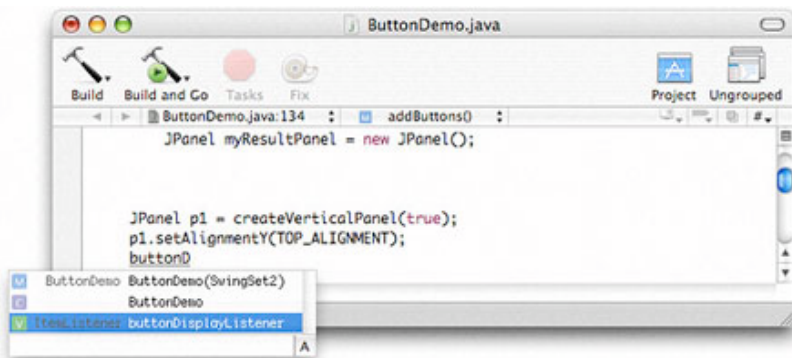 ButtonDemo.java
Build Build and Go Tasks Fix Project Ungrouped
ButtonDemo.java:134 addButtons() #
JPanel myResultPanel = new JPanel();
JPanel p1 = createVerticalPanel(true);
p1.setAlignmentY(TOP_ALIGNMENT);
buttonD
M ButtonDemo ButtonDemo(SwingSet2)
C ButtonDemo
V ItemListener buttonDisplayListener
A